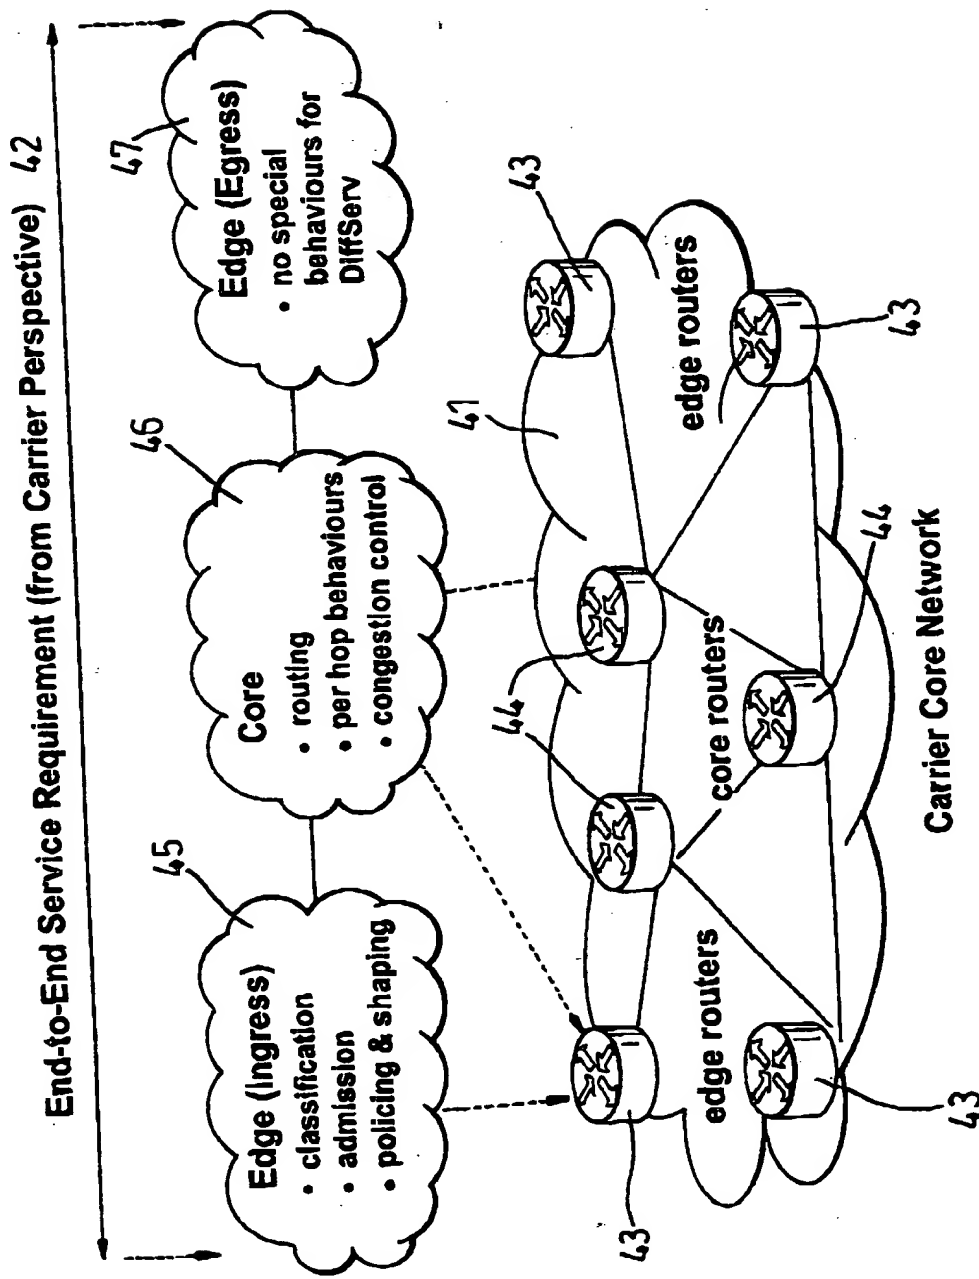 End-to-End Service Requirement (from Carrier Perspective) 42
45
46
47
Edge (Ingress)
• classification
• admission
• policing & shaping
Core
• routing
• per hop behaviours
• congestion control
Edge (Egress)
• no special
behaviours for
DiffServ
43
44
41
43
edge routers
core routers
edge routers
43
44
43
Carrier Core Network